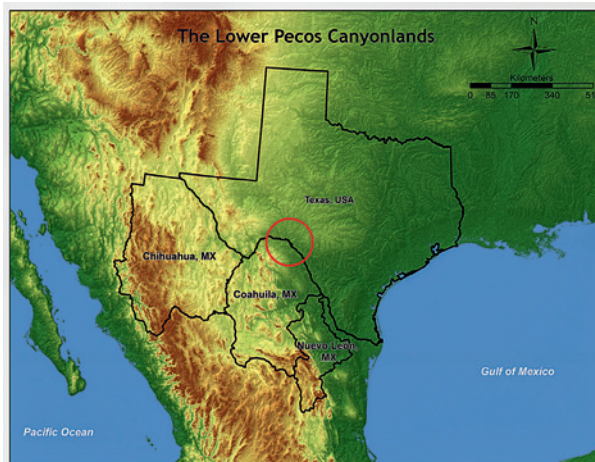 The Lower Pecos Canyonlands
N
Kilometers
0 85 170 340
Texas, USA
Chihuahua, MX
Coahuila, MX
Nuevo León,
MX
Gulf of Mexico
Pacific Ocean